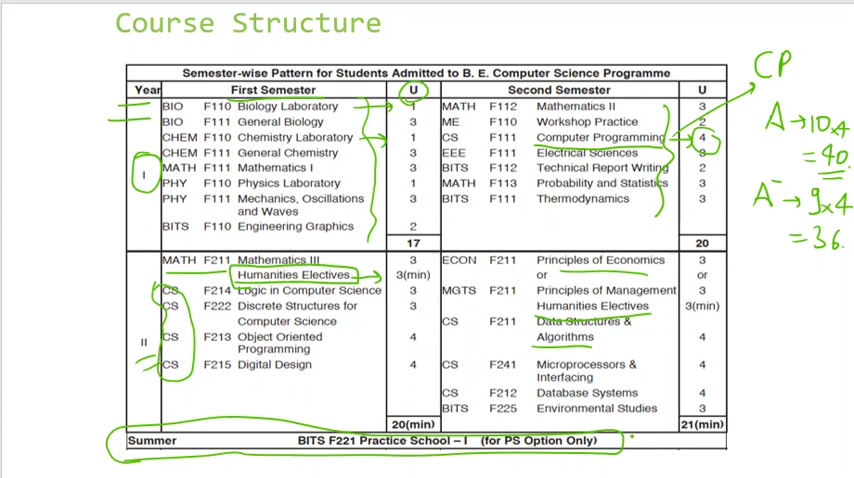 Course Structure
Semester-wise Pattern for Students Admitted to B. E. Computer Science Programme
Year First Semester U Second Semester U
BIO F110 Biology Laboratory 1 MATH F112 Mathematics II 3
BIO F111 General Biology 3 ME F110 Workshop Practice 2
CHEM F110 Chemistry Laboratory 1 CS F111 Computer Programming 4
CHEM F111 General Chemistry 3 EEE F111 Electrical Sciences 3
I MATH F111 Mathematics I 3 BITS F112 Technical Report Writing 2
PHY F110 Physics Laboratory 1 MATH F113 Probability and Statistics 3
PHY F111 Mechanics, Oscillations 3 BITS F111 Thermodynamics 3
and Waves
BITS F110 Engineering Graphics 2
17 20
MATH F211 Mathematics III 3 ECON F211 Principles of Economics 3
Humanities Electives 3(min) or or
CS F214 Logic in Computer Science 3 MGTS F211 Principles of Management 3
CS F222 Discrete Structures for 3 Humanities Electives 3(min)
Computer Science CS F211 Data Structures &
II CS F213 Object Oriented 4 Algorithms 4
Programming
CS F215 Digital Design 4 CS F241 Microprocessors & 4
Interfacing
CS F212 Database Systems 4
BITS F225 Environmental Studies 3
20(min) 21(min)
Summer BITS F221 Practice School – I (for PS Option Only)
CP
A → 10x4
= 40
A⁻ → 9x4
= 36.